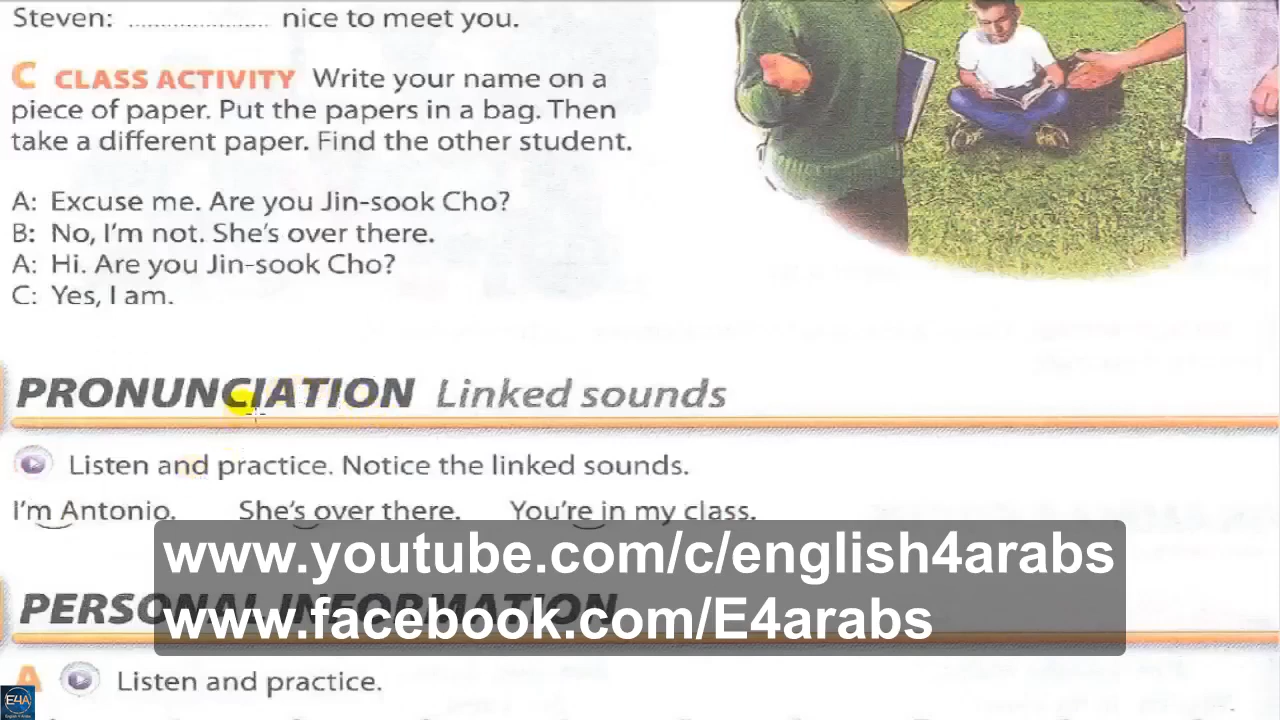 Steven: ..................... nice to meet you.
C CLASS ACTIVITY Write your name on a
piece of paper. Put the papers in a bag. Then
take a different paper. Find the other student.
A: Excuse me. Are you Jin-sook Cho?
B: No, I'm not. She's over there.
A: Hi. Are you Jin-sook Cho?
C: Yes, I am.
PRONUNCIATION Linked sounds
Listen and practice. Notice the linked sounds.
I'm Antonio. She's over there. You're in my class.
www.youtube.com/c/english4arabs
PERSONAL INFORMATION
www.facebook.com/E4arabs
A Listen and practice.
E4A